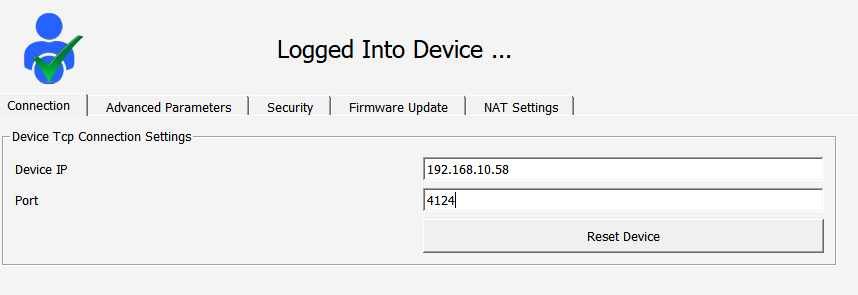 Logged Into Device ...
Connection Advanced Parameters Security Firmware Update NAT Settings
Device Tcp Connection Settings
Device IP 192.168.10.58
Port 4124
Reset Device